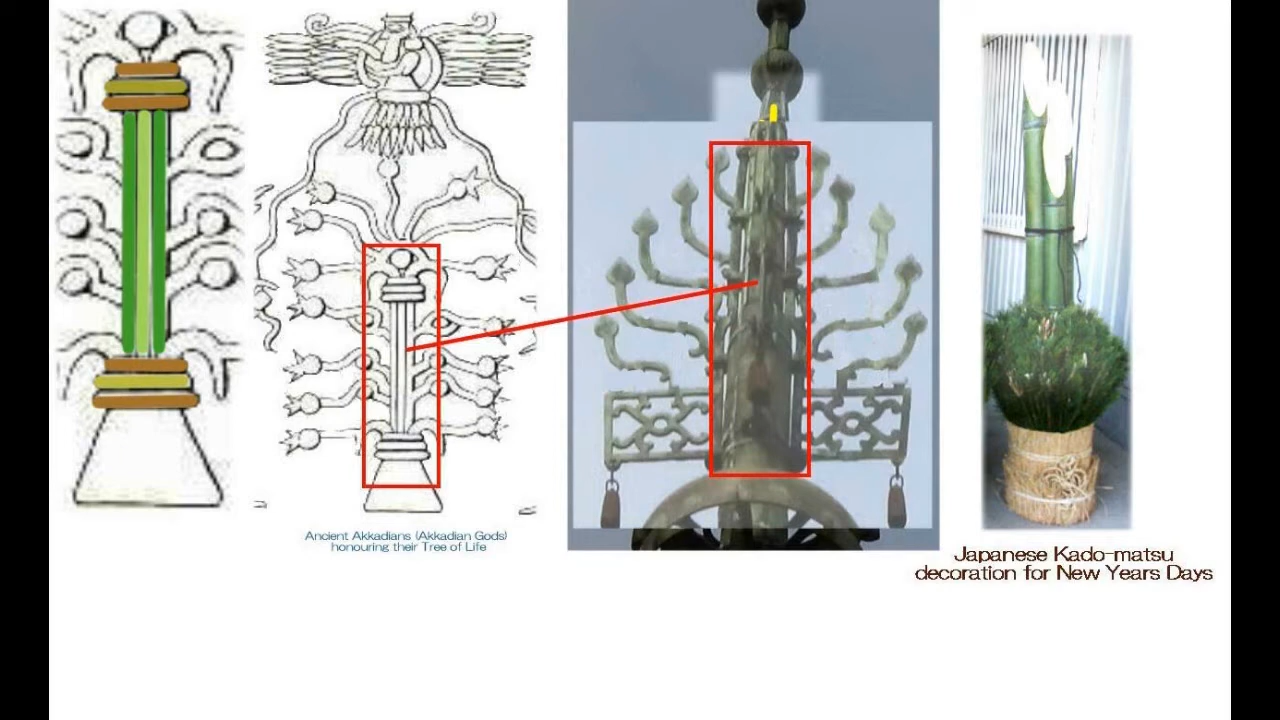 Ancient Akkadians (Akkadian Gods)
honouring their Tree of Life
Japanese Kado-matsu
decoration for New Years Days